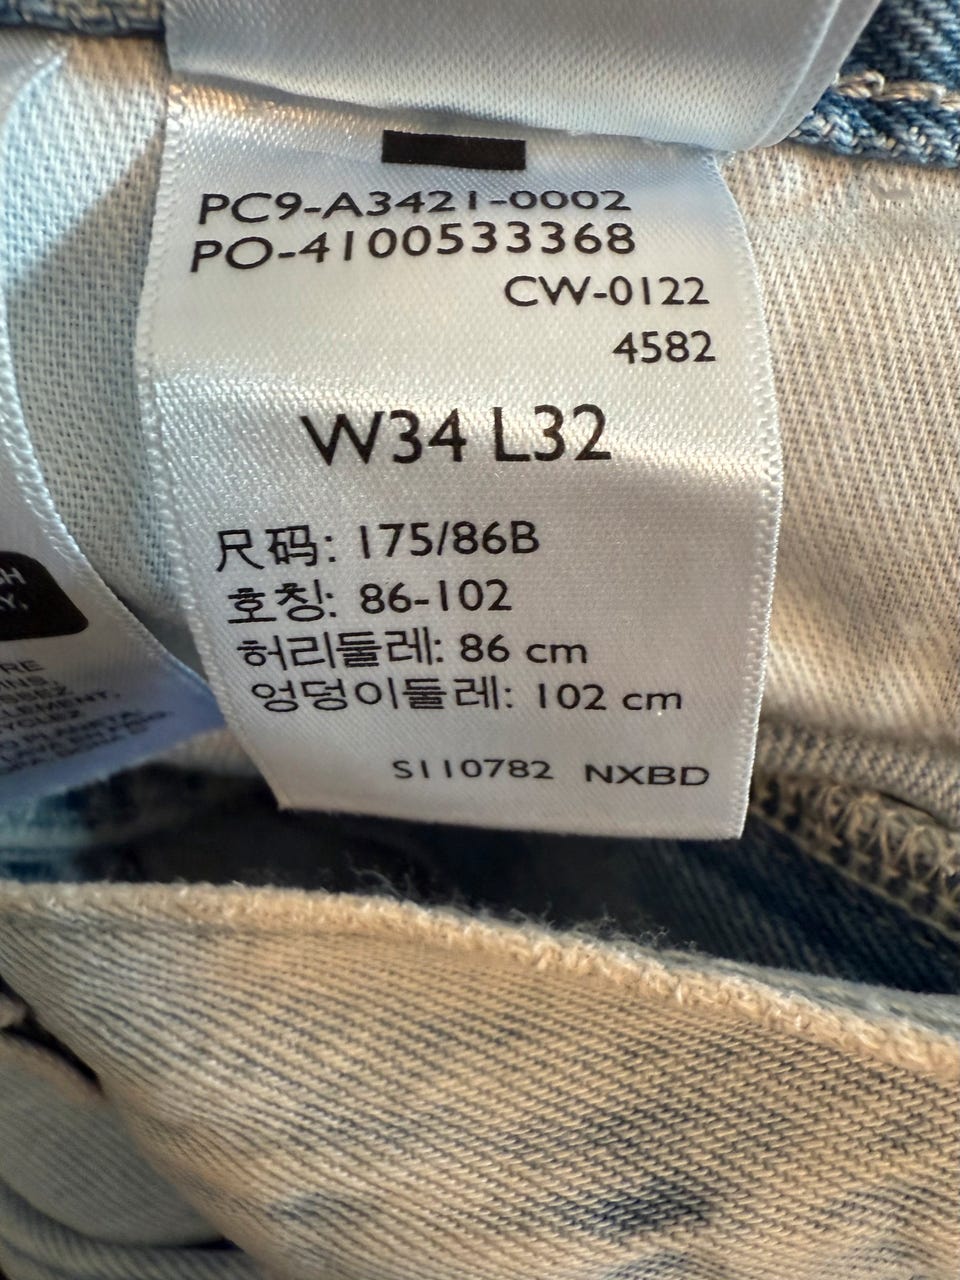 PC9-A3421-0002
PO-4100533368
CW-0122
4582
W34 L32
尺码: 175/86B
호칭: 86-102
허리둘레: 86 cm
엉덩이둘레: 102 cm
S110782 NXBD